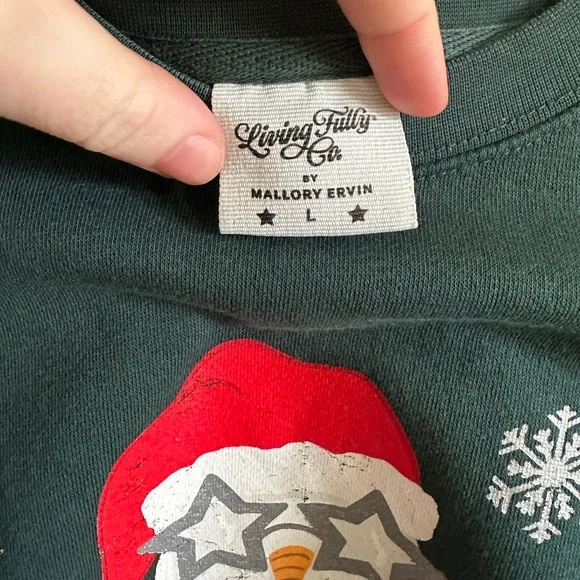 Living Fully
Co.
BY
MALLORY ERVIN
★ L ★